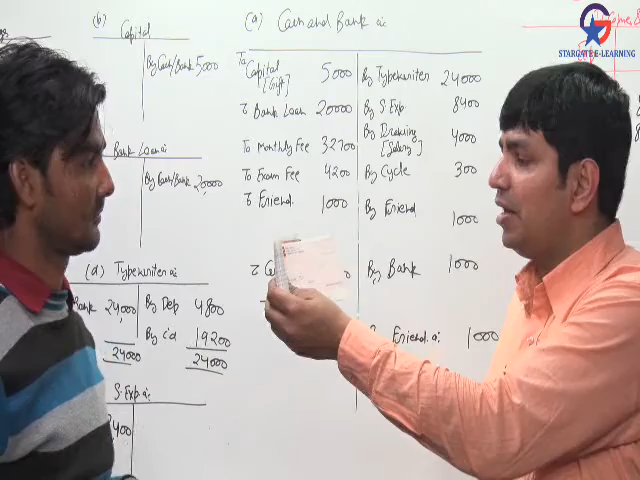 (b) Capital
By Cash/Bank 5000
Bank Loan a/c
By Cash/Bank 20,000
(d) Typewriter a/c
Bank 24000 By Dep 4800
By c/d 19200
24000 24000
S.Exp a/c
(a) Cash and Bank a/c
To Capital [Gift] 5000 By Typewriter 24000
To Bank Loan 20000 By S.Exp. 8400
To Monthly Fee 32700 By Drawing [Salary] 4000
To Exam Fee 4200 By Cycle 300
To Friend 1000 By Friend 1000
By Bank 1000
Friend a/c 1000
STARGATE E-LEARNING